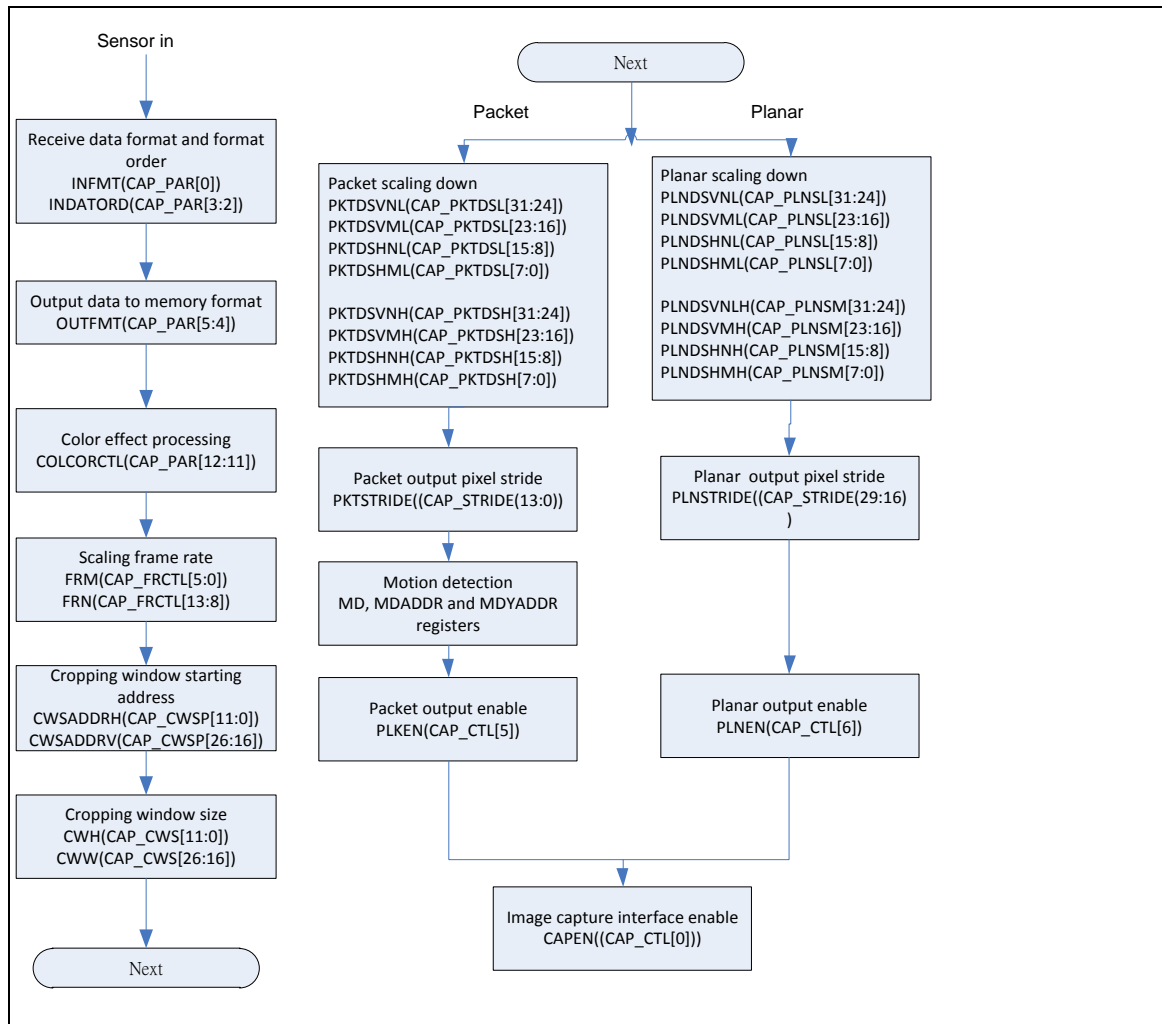 Sensor in
Receive data format and format
order
INFMT(CAP_PAR[0])
INDATORD(CAP_PAR[3:2])
Output data to memory format
OUTFMT(CAP_PAR[5:4])
Color effect processing
COLCORCTL(CAP_PAR[12:11])
Scaling frame rate
FRM(CAP_FRCTL[5:0])
FRN(CAP_FRCTL[13:8])
Cropping window starting
address
CWSADDRH(CAP_CWSP[11:0])
CWSADDRV(CAP_CWSP[26:16])
Cropping window size
CWH(CAP_CWS[11:0])
CWW(CAP_CWS[26:16])
Next
Next
Packet
Planar
Packet scaling down
PKTDSVNL(CAP_PKTDSL[31:24])
PKTDSVML(CAP_PKTDSL[23:16])
PKTDSHNL(CAP_PKTDSL[15:8])
PKTDSHML(CAP_PKTDSL[7:0])
PKTDSVNH(CAP_PKTDSH[31:24])
PKTDSVMH(CAP_PKTDSH[23:16])
PKTDSHNH(CAP_PKTDSH[15:8])
PKTDSHMH(CAP_PKTDSH[7:0])
Packet output pixel stride
PKTSTRIDE((CAP_STRIDE(13:0))
Motion detection
MD, MDADDR and MDYADDR
registers
Packet output enable
PLKEN(CAP_CTL[5])
Planar scaling down
PLNDSVNL(CAP_PLNSL[31:24])
PLNDSVML(CAP_PLNSL[23:16])
PLNDSHNL(CAP_PLNSL[15:8])
PLNDSHML(CAP_PLNSL[7:0])
PLNDSVNLH(CAP_PLNSM[31:24])
PLNDSVMH(CAP_PLNSM[23:16])
PLNDSHNH(CAP_PLNSM[15:8])
PLNDSHMH(CAP_PLNSM[7:0])
Planar  output pixel stride
PLNSTRIDE((CAP_STRIDE(29:16)
)
Planar output enable
PLNEN(CAP_CTL[6])
Image capture interface enable
CAPEN((CAP_CTL[0]))